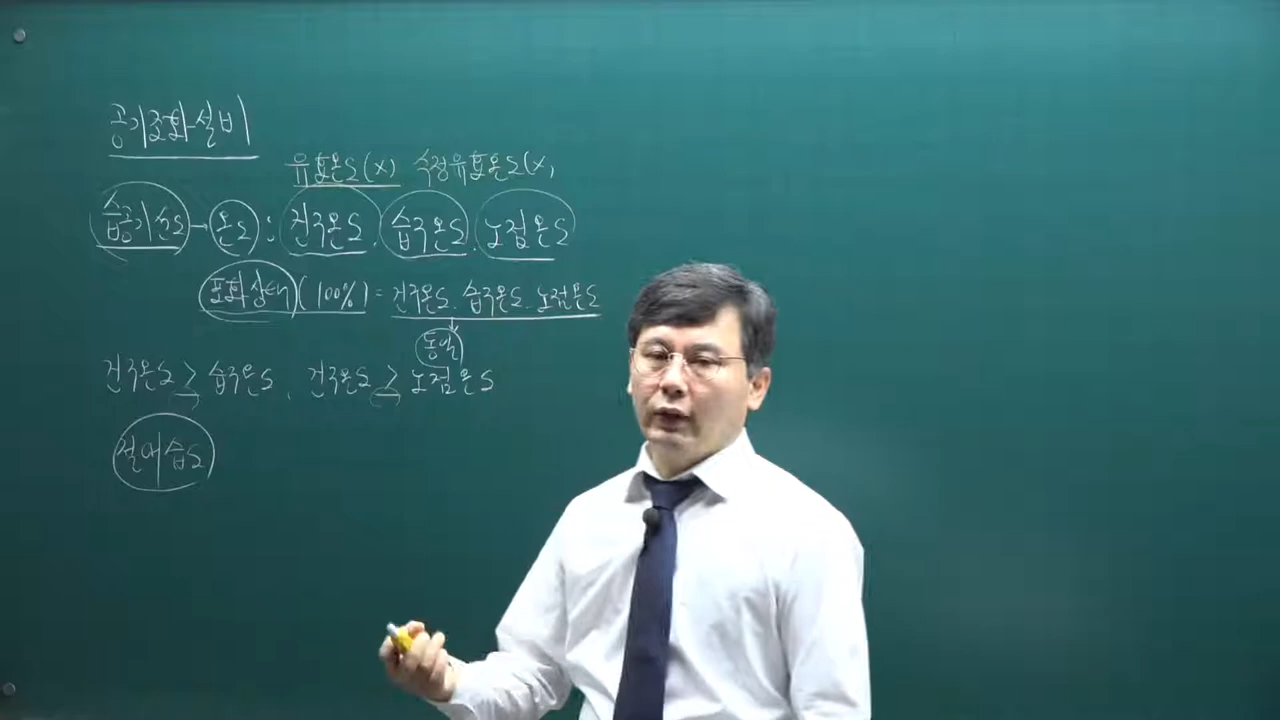 공기조화설비
유효온도(x) 수정유효온도(x)
습공기선도 → 온도 : 건구온도, 습구온도, 노점온도
포화상태(100%) = 건구온도, 습구온도, 노점온도
동일
건구온도 ≥ 습구온도, 건구온도 ≥ 노점온도
절대습도